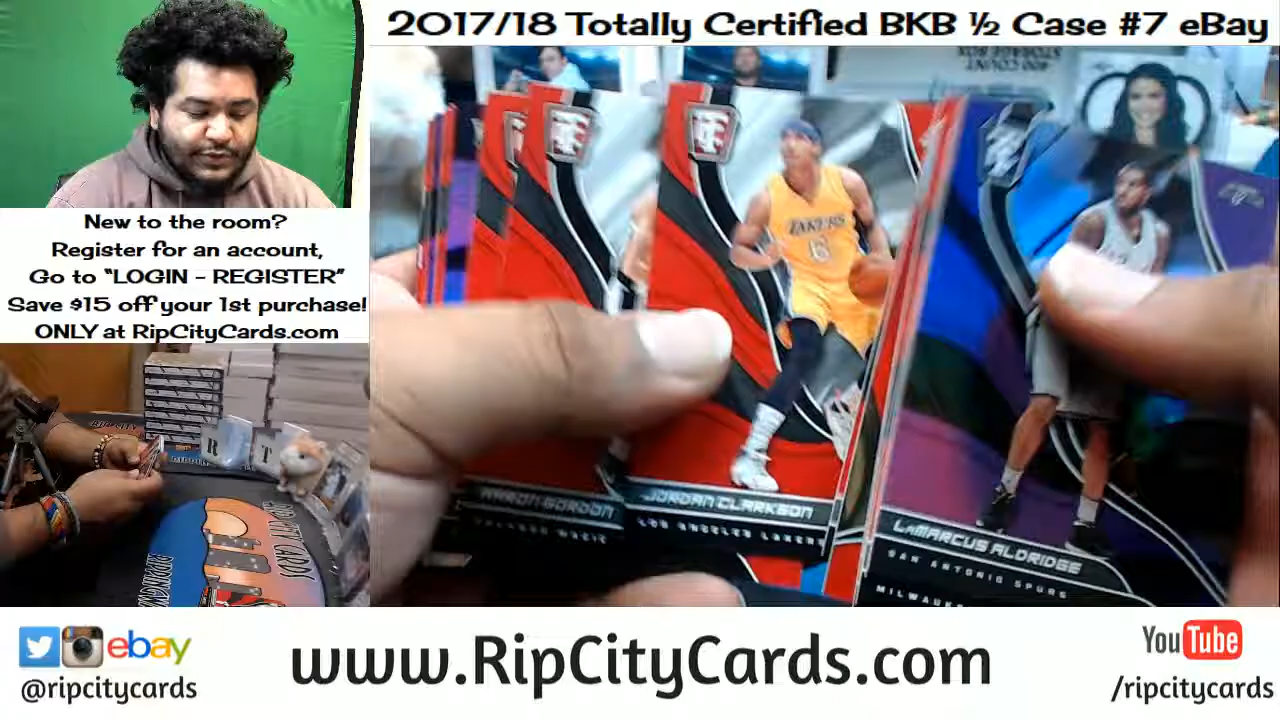 2017/18 Totally Certified BKB ½ Case #7 eBay
New to the room?
Register for an account,
Go to "LOGIN - REGISTER"
Save $15 off your 1st purchase!
ONLY at RipCityCards.com
LAKERS
6
AARON GORDON
ORLANDO MAGIC
JORDAN CLARKSON
LOS ANGELES LAKERS
LAMARCUS ALDRIDGE
SAN ANTONIO SPURS
R
T
ebay
@ripcitycards
www.RipCityCards.com
YouTube
/ripcitycards